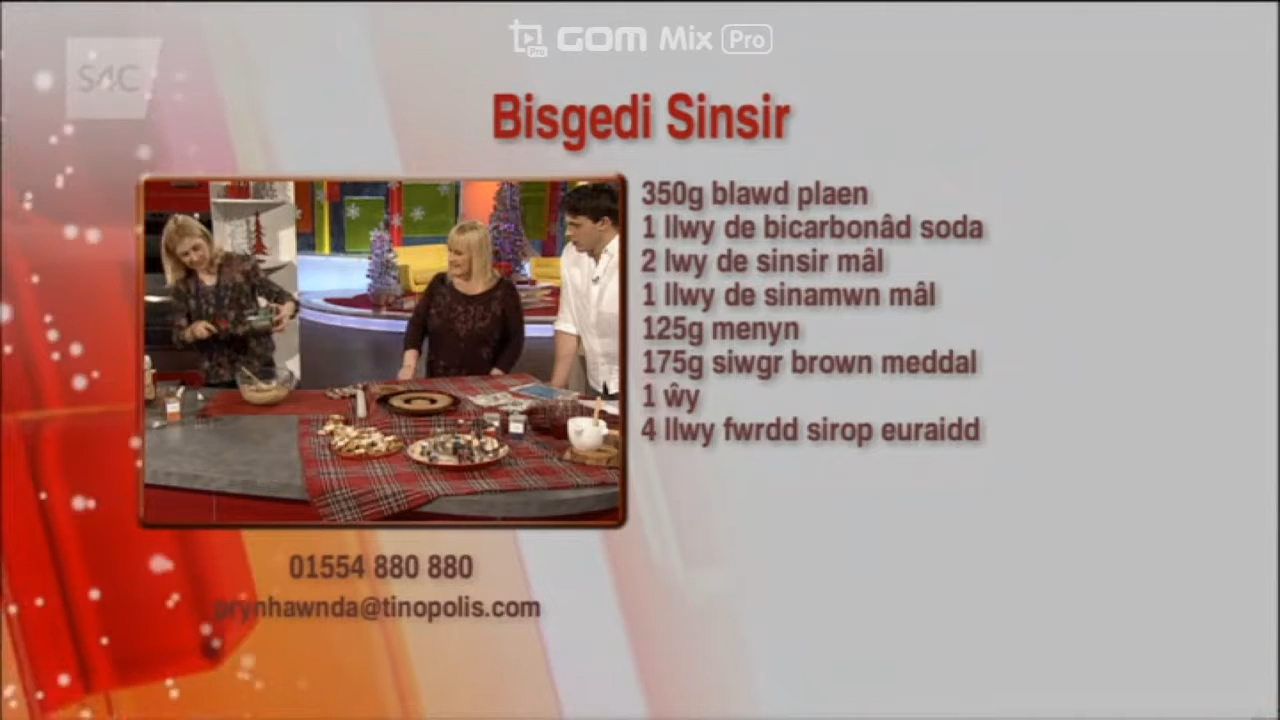 GOM Mix Pro
S4C
Bisgedi Sinsir
350g blawd plaen
1 llwy de bicarbonâd soda
2 lwy de sinsir mâl
1 llwy de sinamwn mâl
125g menyn
175g siwgr brown meddal
1 ŵy
4 llwy fwrdd sirop euraidd
01554 880 880
prynhawnda@tinopolis.com